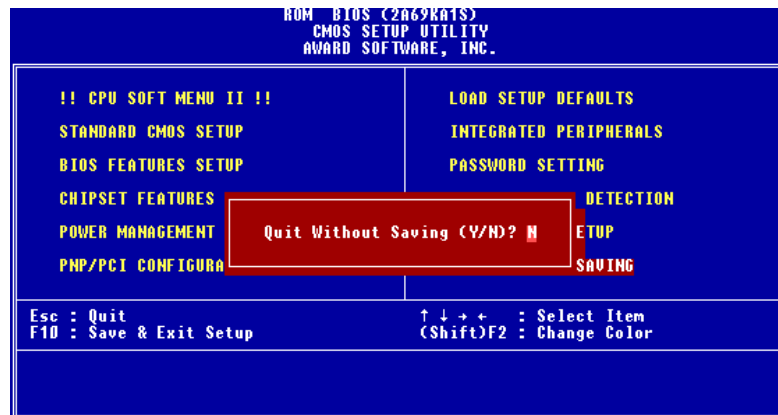 ROM BIOS (2A69KA1S)
CMOS SETUP UTILITY
AWARD SOFTWARE, INC.
!! CPU SOFT MENU II !!
STANDARD CMOS SETUP
BIOS FEATURES SETUP
CHIPSET FEATURES
POWER MANAGEMENT
PNP/PCI CONFIGURA
LOAD SETUP DEFAULTS
INTEGRATED PERIPHERALS
PASSWORD SETTING
DETECTION
ETUP
SAVING
Quit Without Saving (Y/N)? N
Esc : Quit
F10 : Save & Exit Setup
↑ ↓ → ← : Select Item
(Shift)F2 : Change Color